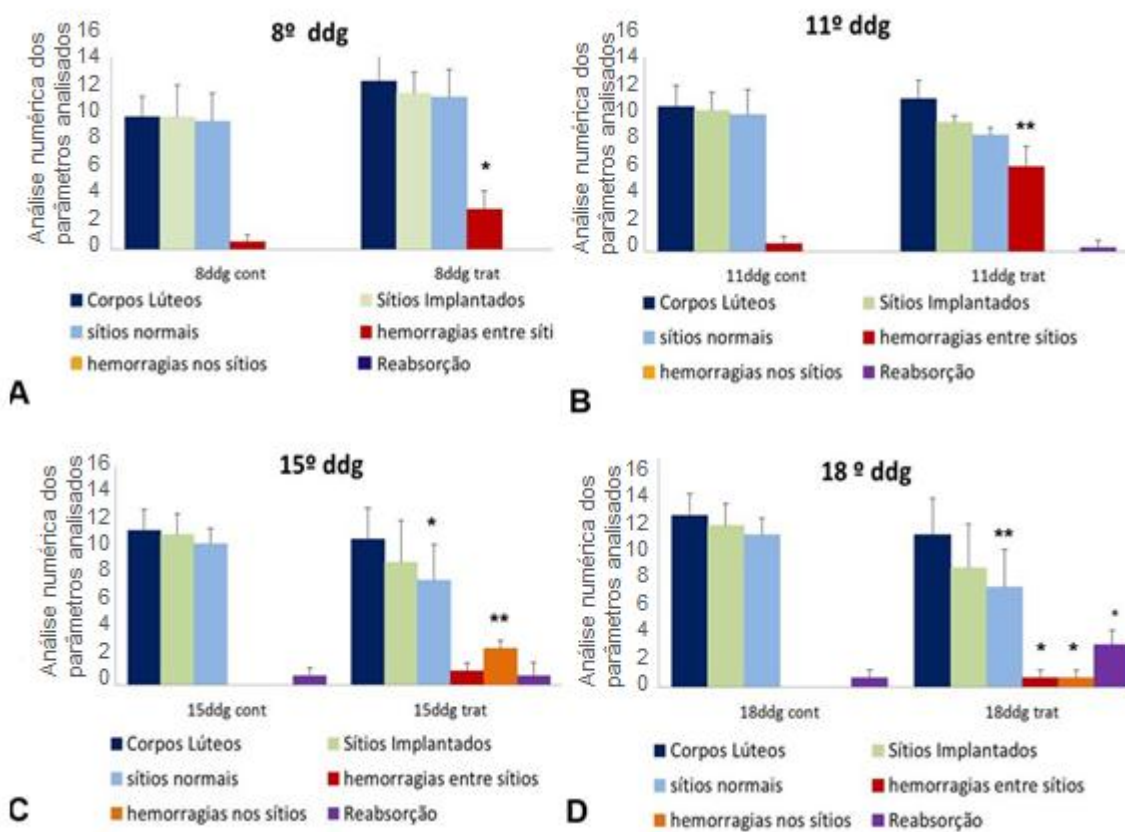 8º ddg
Análise numérica dos
parâmetros analisados
16
14
12
10
8
6
4
2
0
*
8ddg cont
8ddg trat
Corpos Lúteos
Sítios Implantados
sítios normais
hemorragias entre síti
hemorragias nos sítios
Reabsorção
A
11º ddg
Análise numérica dos
parâmetros analisados
16
14
12
10
8
6
4
2
0
**
11ddg cont
11ddg trat
Corpos Lúteos
Sítios Implantados
sítios normais
hemorragias entre sítios
hemorragias nos sítios
Reabsorção
B
15º ddg
Análise numérica dos
parâmetros analisados
16
14
12
10
8
6
4
2
0
*
**
15ddg cont
15ddg trat
Corpos Lúteos
Sítios Implantados
sítios normais
hemorragias entre sítios
hemorragias nos sítios
Reabsorção
C
18 º ddg
Análise numérica dos
parâmetros analisados
16
14
12
10
8
6
4
2
0
**
* * *
18ddg cont
18ddg trat
Corpos Lúteos
Sítios Implantados
sítios normais
hemorragias entre sítios
hemorragias nos sítios
Reabsorção
D